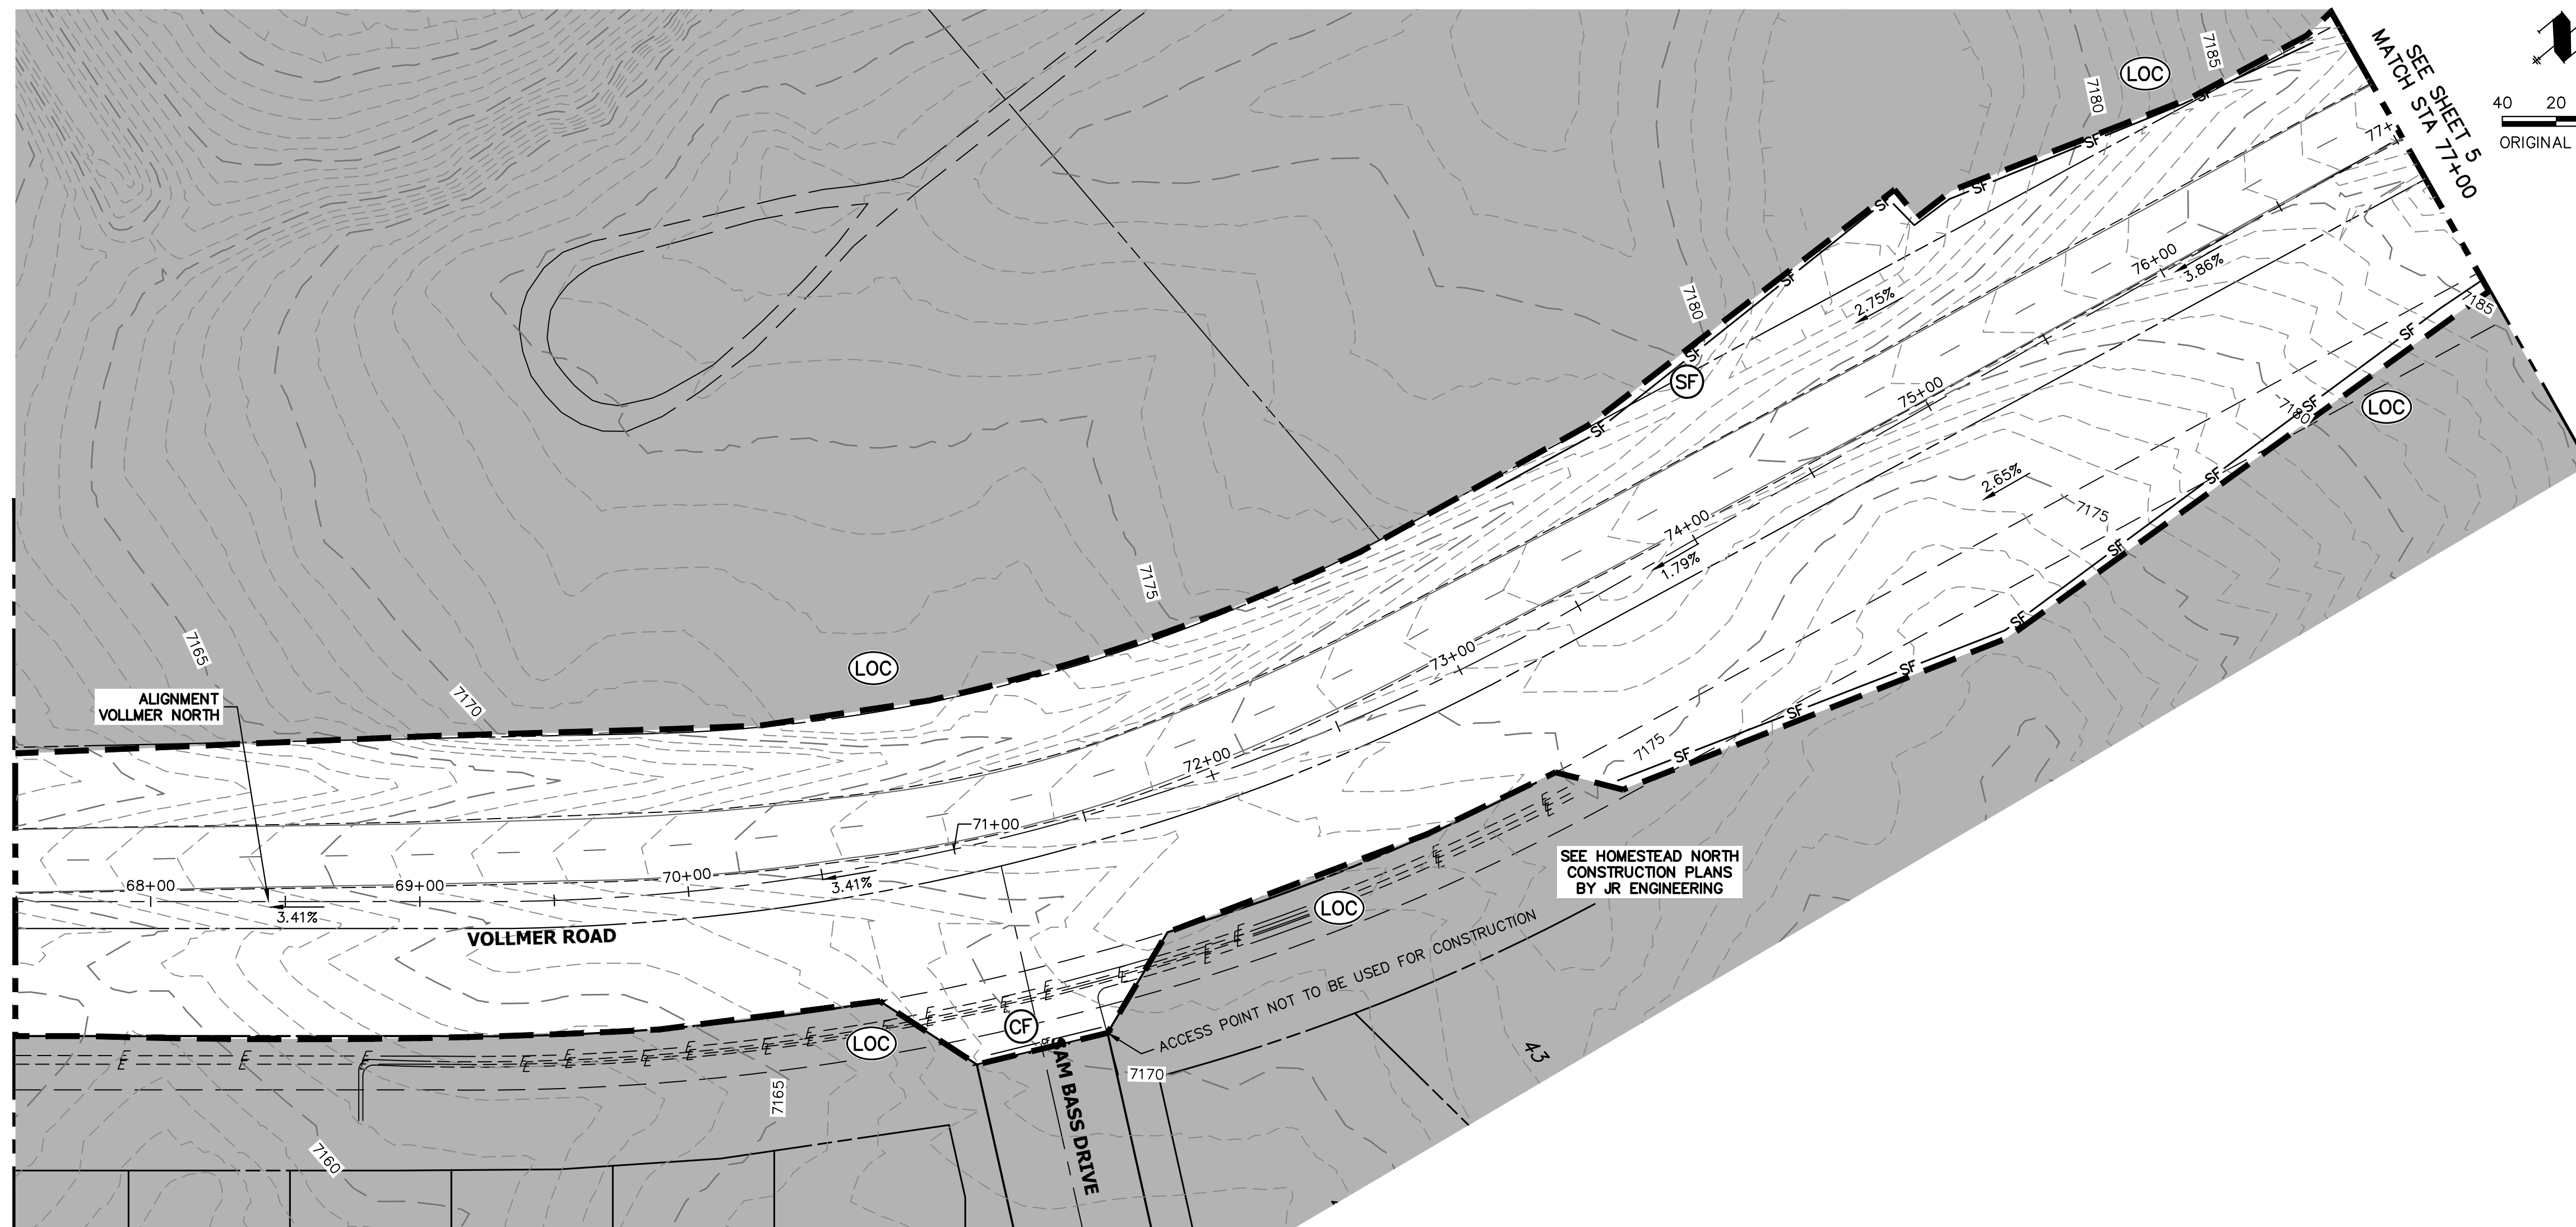 LOC
7185
7180
SEE SHEET 5
MATCH STA 77+00
40 20
ORIGINAL
77+
SF
SF
SF
SF
SF
SF
SF
SF
SF
7180
76+00
3.86%
2.75%
7185
SF
LOC
SF
7180
75+00
2.65%
7175
SF
SF
SF
SF
SF
SF
74+00
1.79%
7175
7175
73+00
72+00
71+00
LOC
7165
7170
ALIGNMENT
VOLLMER NORTH
68+00
69+00
70+00
3.41%
3.41%
VOLLMER ROAD
SEE HOMESTEAD NORTH
CONSTRUCTION PLANS
BY JR ENGINEERING
LOC
ACCESS POINT NOT TO BE USED FOR CONSTRUCTION
CF
LOC
E E E E E E E E E E E E E E E E
SAM BASS DRIVE
7170
43
7165
7160